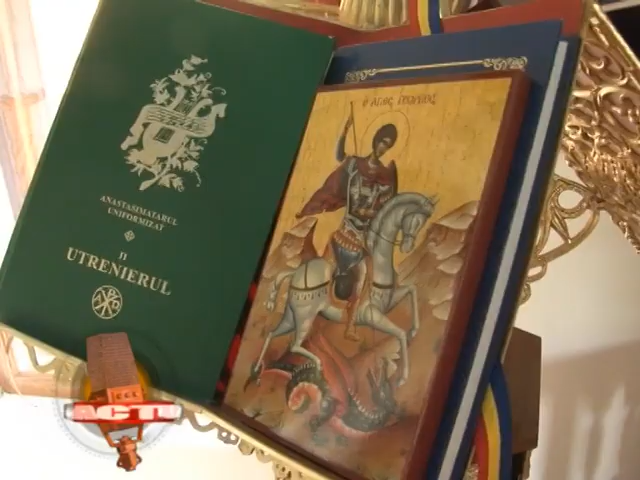 ANASTASIMATARUL
UNIFORMIZAT
II
UTRENIERUL
Ο ΑΓΙΟΣ ΓΕΩΡΓΙΟΣ
ACTU